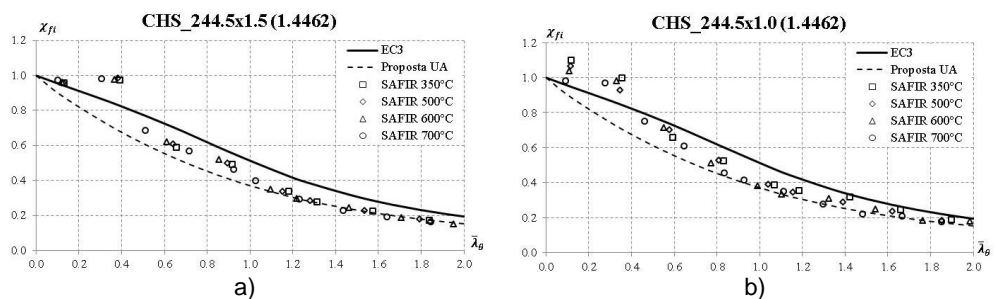 CHS_244.5x1.5 (1.4462)
χfi
1.2
1.0
0.8
0.6
0.4
0.2
0.0
0.0 0.2 0.4 0.6 0.8 1.0 1.2 1.4 1.6 1.8 2.0
EC3
Proposta UA
SAFIR 350°C
SAFIR 500°C
SAFIR 600°C
SAFIR 700°C
λ̄θ
a)
CHS_244.5x1.0 (1.4462)
χfi
1.2
1.0
0.8
0.6
0.4
0.2
0.0
0.0 0.2 0.4 0.6 0.8 1.0 1.2 1.4 1.6 1.8 2.0
EC3
Proposta UA
SAFIR 350°C
SAFIR 500°C
SAFIR 600°C
SAFIR 700°C
λ̄θ
b)